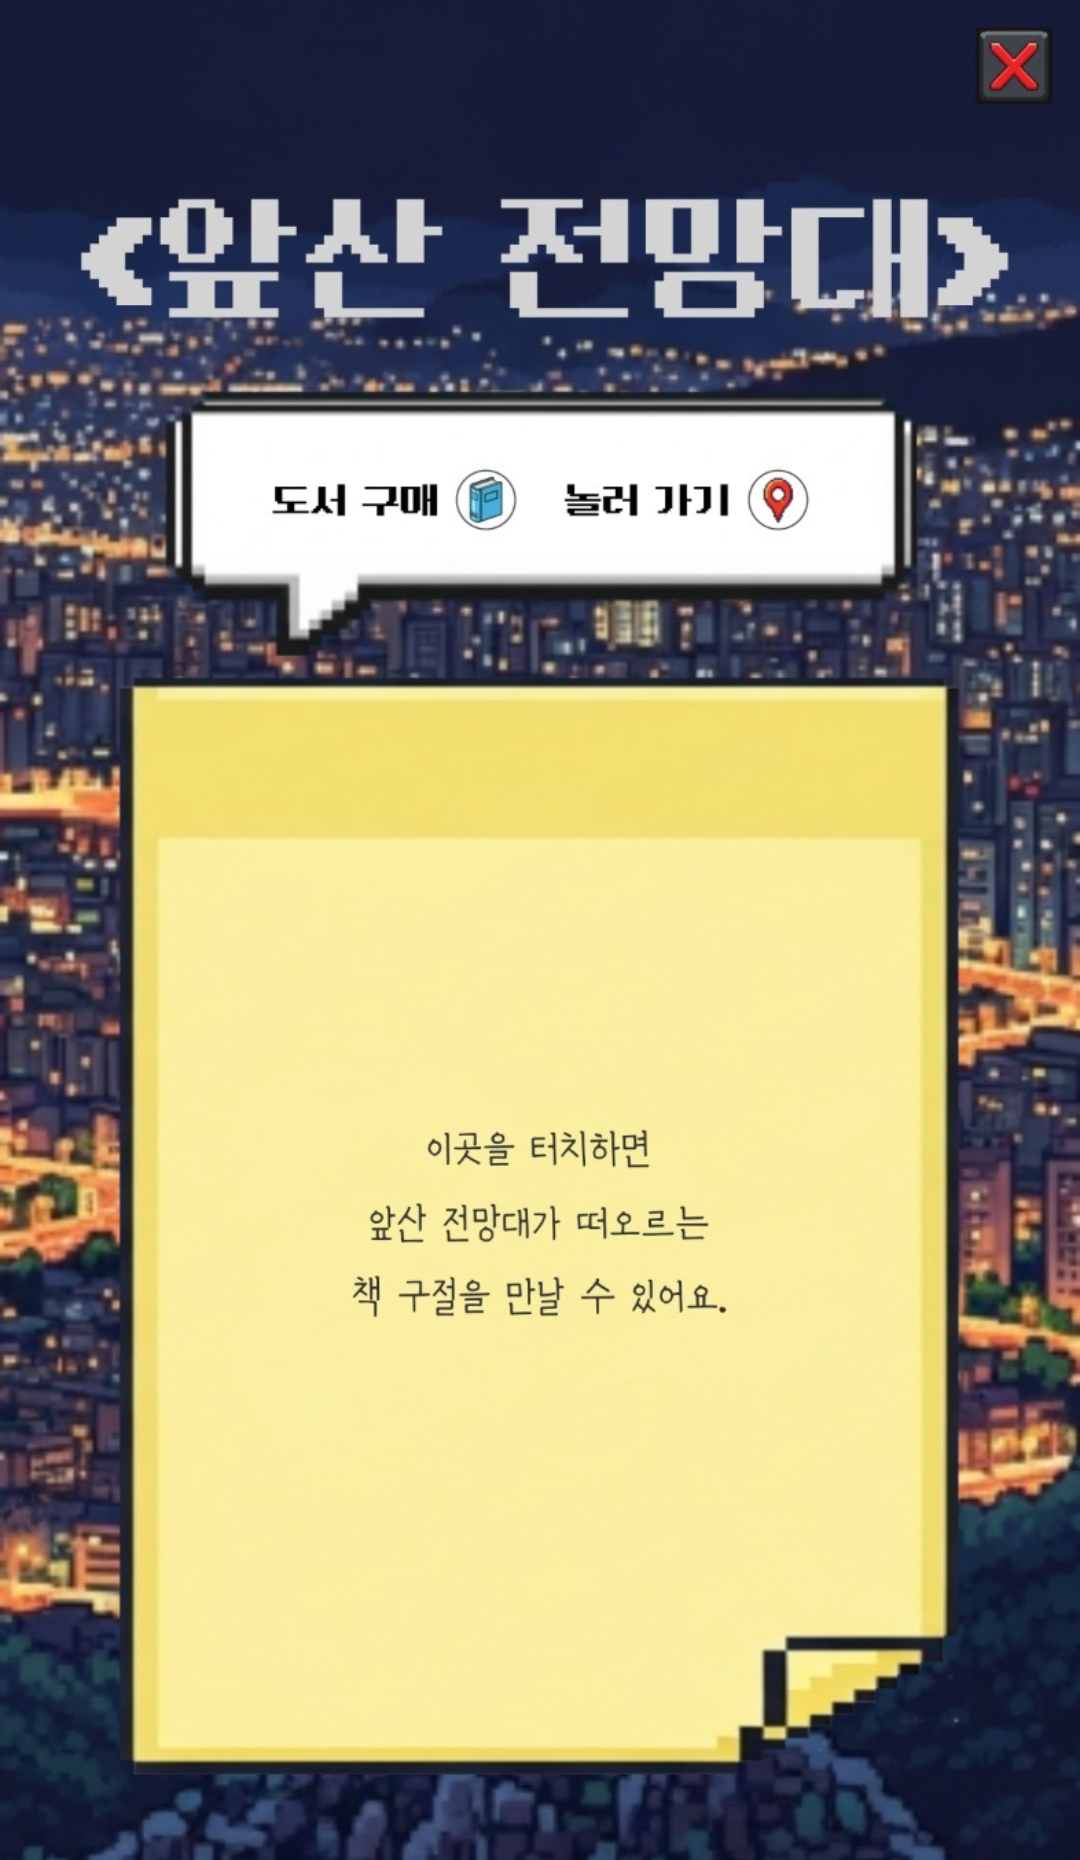 <앞산 전망대>
도서 구매 놀러 가기
이곳을 터치하면
앞산 전망대가 떠오르는
책 구절을 만날 수 있어요.